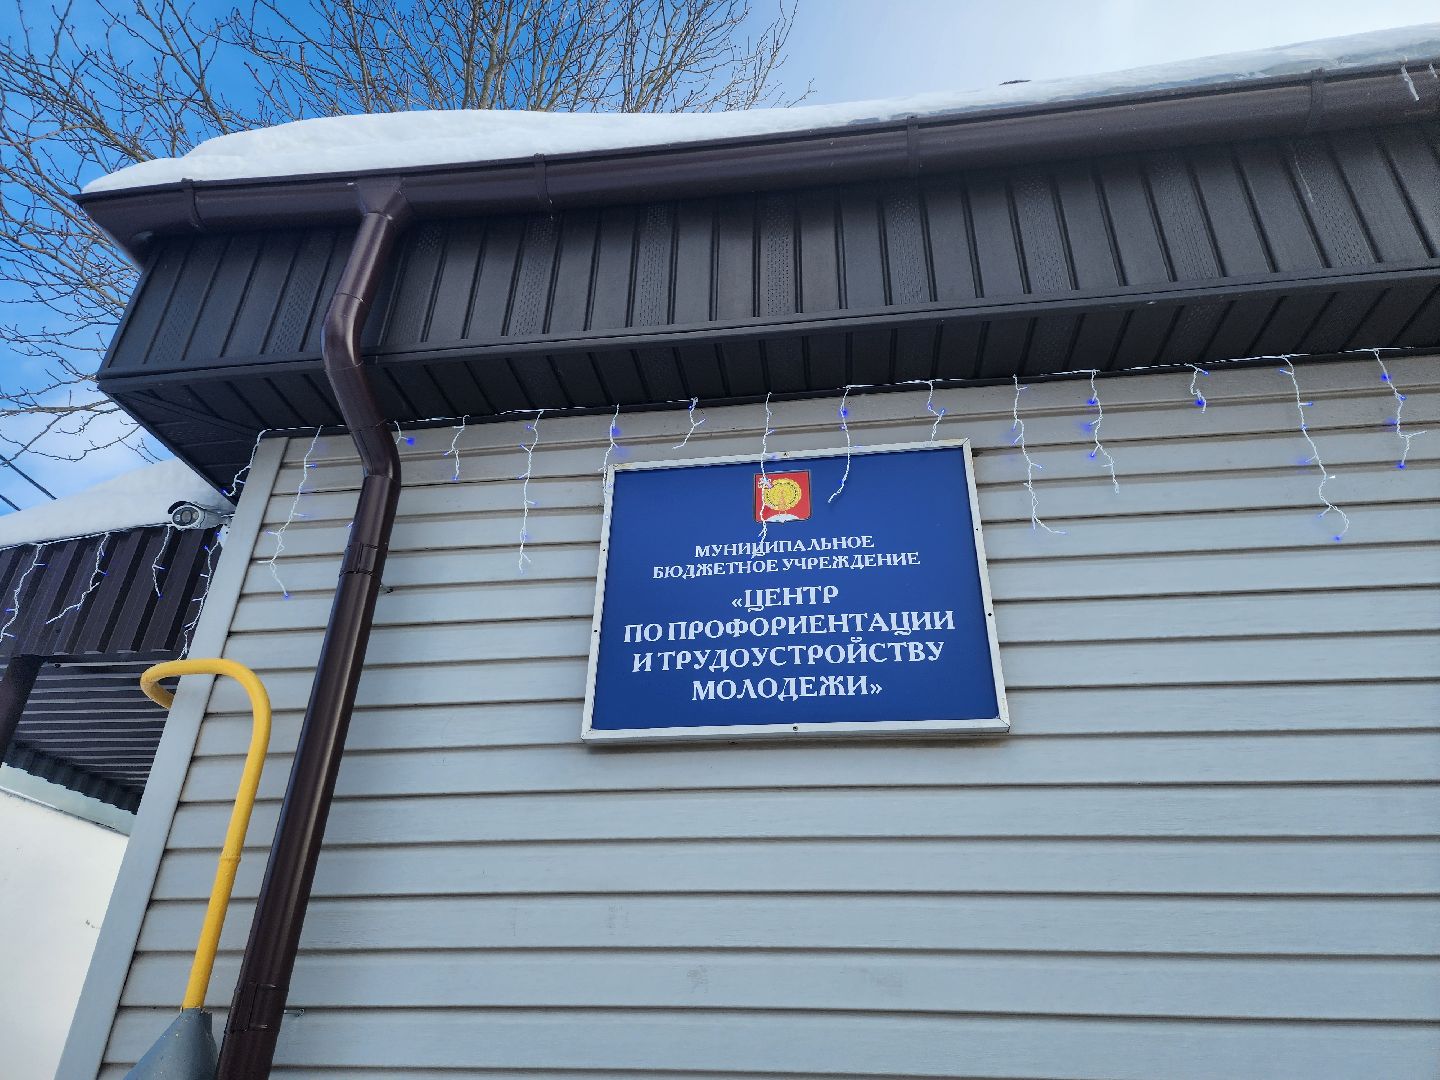 МУНИЦИПАЛЬНОЕ
БЮДЖЕТНОЕ УЧРЕЖДЕНИЕ
«ЦЕНТР
ПО ПРОФОРИЕНТАЦИИ
И ТРУДОУСТРОЙСТВУ
МОЛОДЕЖИ»